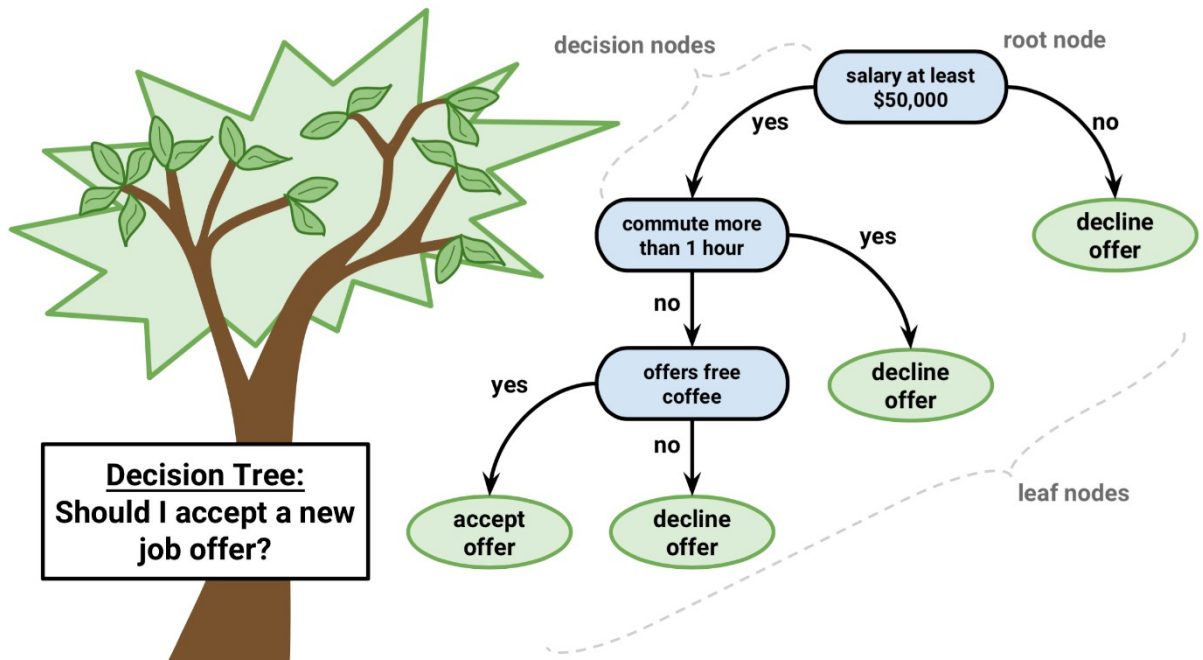 decision nodes
root node
salary at least
$50,000
yes
no
commute more
than 1 hour
yes
decline
offer
no
yes
offers free
coffee
decline
offer
no
Decision Tree:
Should I accept a new
job offer?
leaf nodes
accept
offer
decline
offer